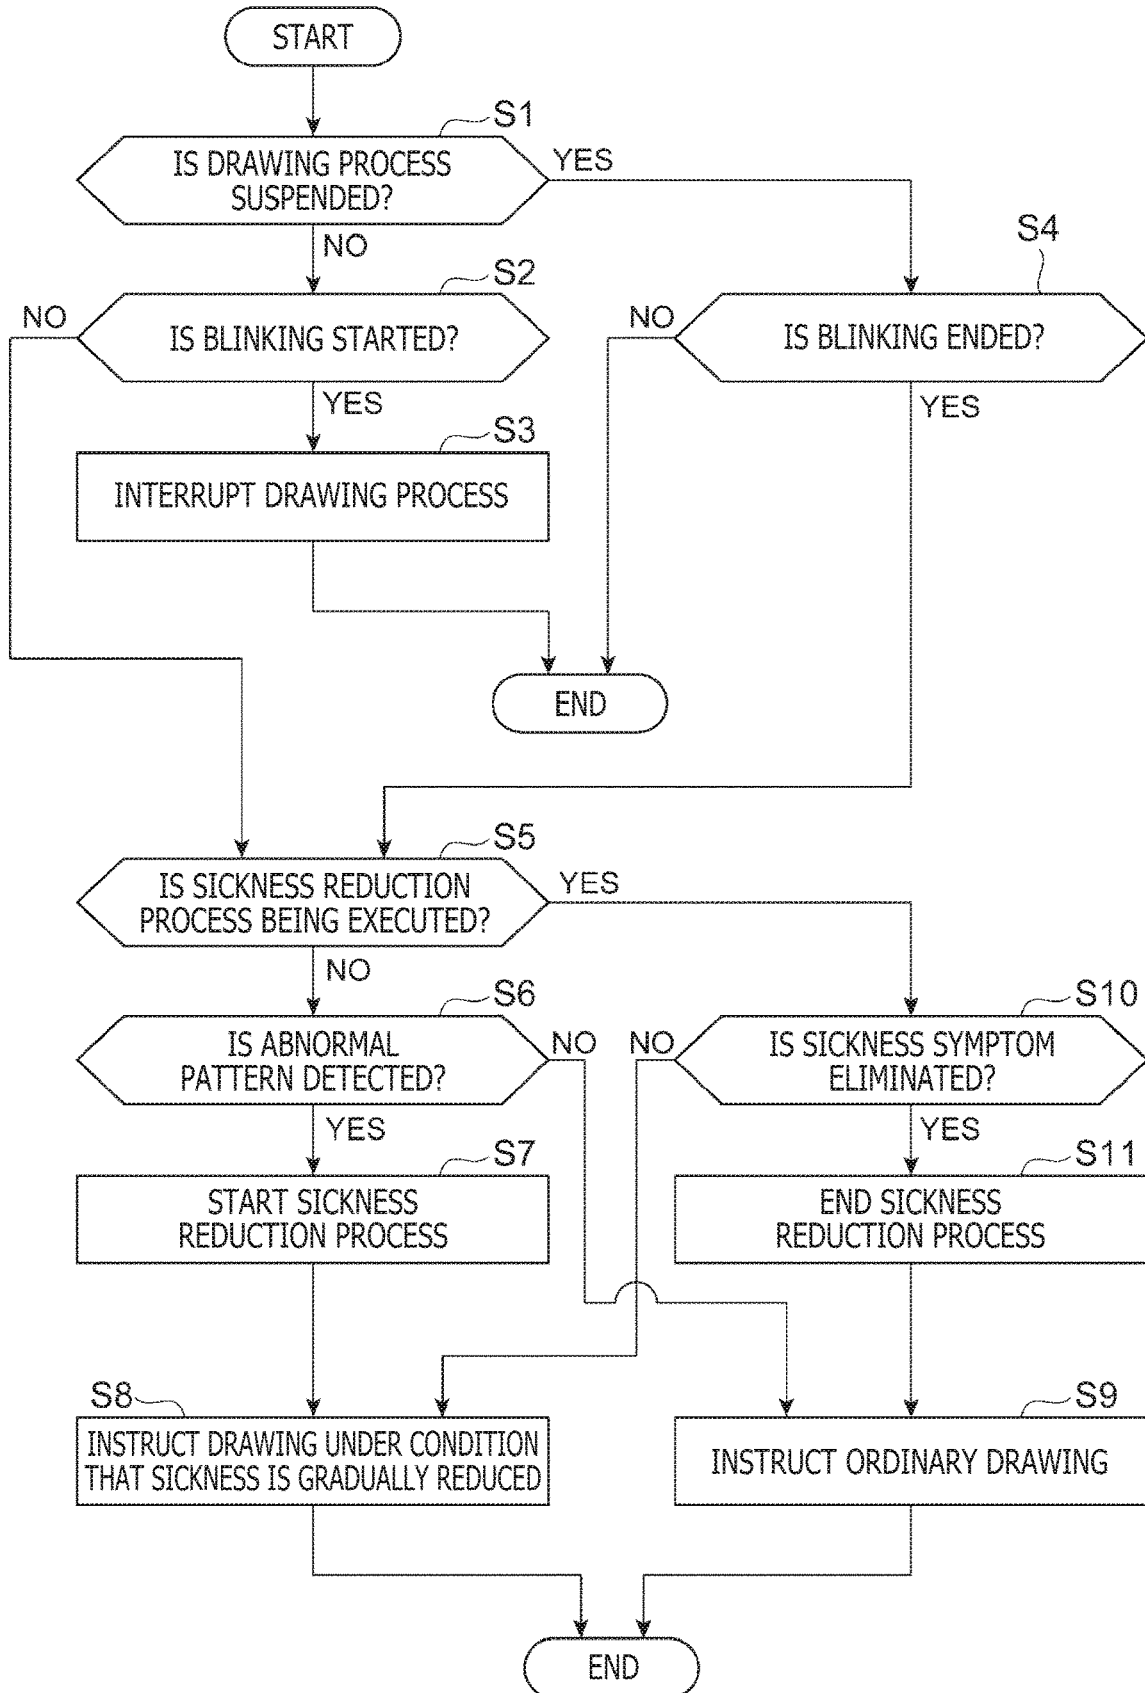 START
S1
IS DRAWING PROCESS
SUSPENDED?
YES
NO
S4
S2
NO
IS BLINKING STARTED?
NO
IS BLINKING ENDED?
YES
YES
S3
INTERRUPT DRAWING PROCESS
END
S5
IS SICKNESS REDUCTION
PROCESS BEING EXECUTED?
YES
NO
S6
S10
IS ABNORMAL
PATTERN DETECTED?
NO
NO
IS SICKNESS SYMPTOM
ELIMINATED?
YES
YES
S7
S11
START SICKNESS
REDUCTION PROCESS
END SICKNESS
REDUCTION PROCESS
S8
S9
INSTRUCT DRAWING UNDER CONDITION
THAT SICKNESS IS GRADUALLY REDUCED
INSTRUCT ORDINARY DRAWING
END